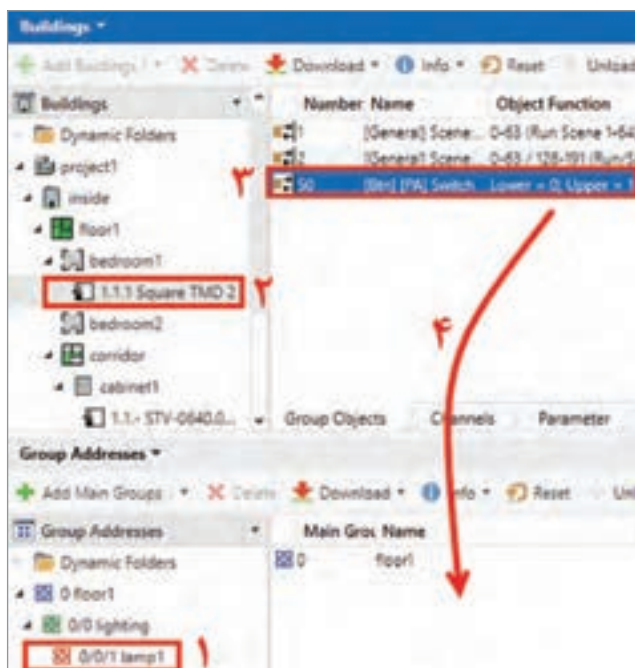 Buildings
Add Buildings Delete Download Info Reset Unload
Buildings
Number Name Object Function
Dynamic Folders
1 [General] Scene... 0-63 (Run Scene 1-64
project1
2 [General] Scene... 0-63 / 128-191 (Run/S
۳
50 [Btn] [PA] Switch Lower = 0; Upper = 1
inside
floor1
bedroom1
1.1.1 Square TMD 2
۲
bedroom2
۴
corridor
cabinet1
1.1.- STV-0640.0...
Group Objects Channels Parameter
Group Addresses
Add Main Groups Delete Download Info Reset Un
Group Addresses
Main Grou Name
Dynamic Folders
0 floor1
0 floor1
0/0 lighting
0/0/1 lamp1
۱